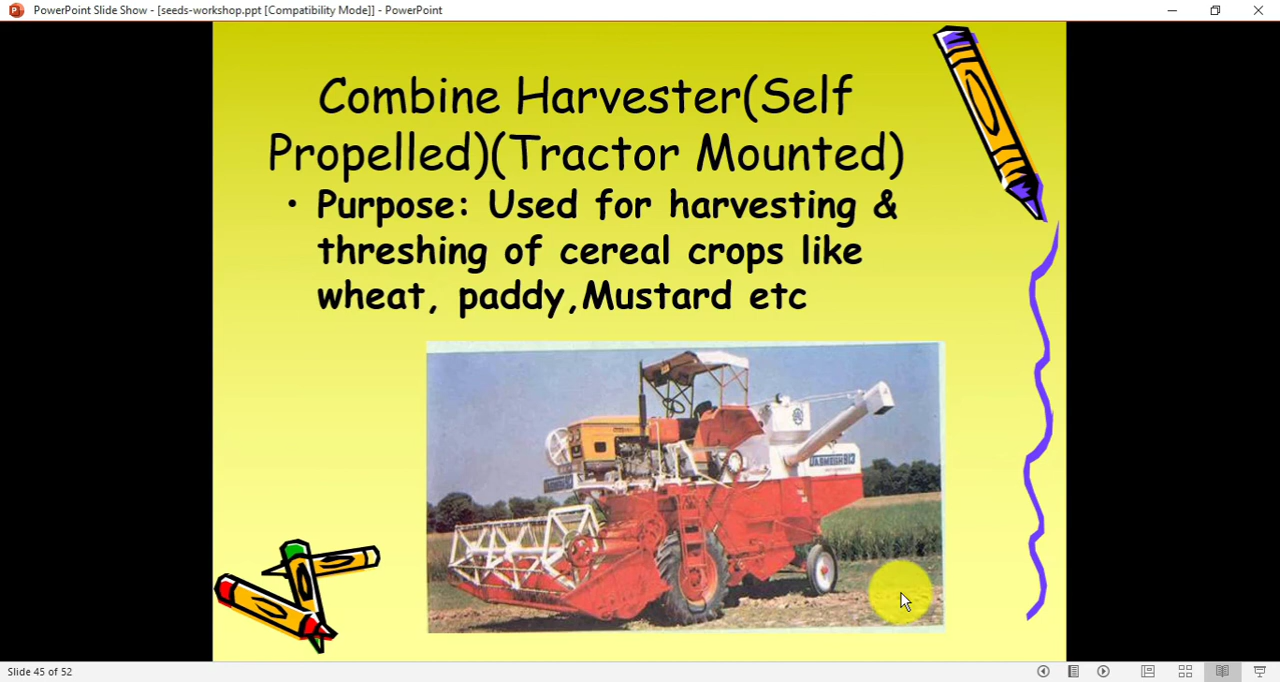 PowerPoint Slide Show - [seeds-workshop.ppt [Compatibility Mode]] - PowerPoint
Combine Harvester(Self
Propelled)(Tractor Mounted)
• Purpose: Used for harvesting &
threshing of cereal crops like
wheat, paddy,Mustard etc
Slide 45 of 52